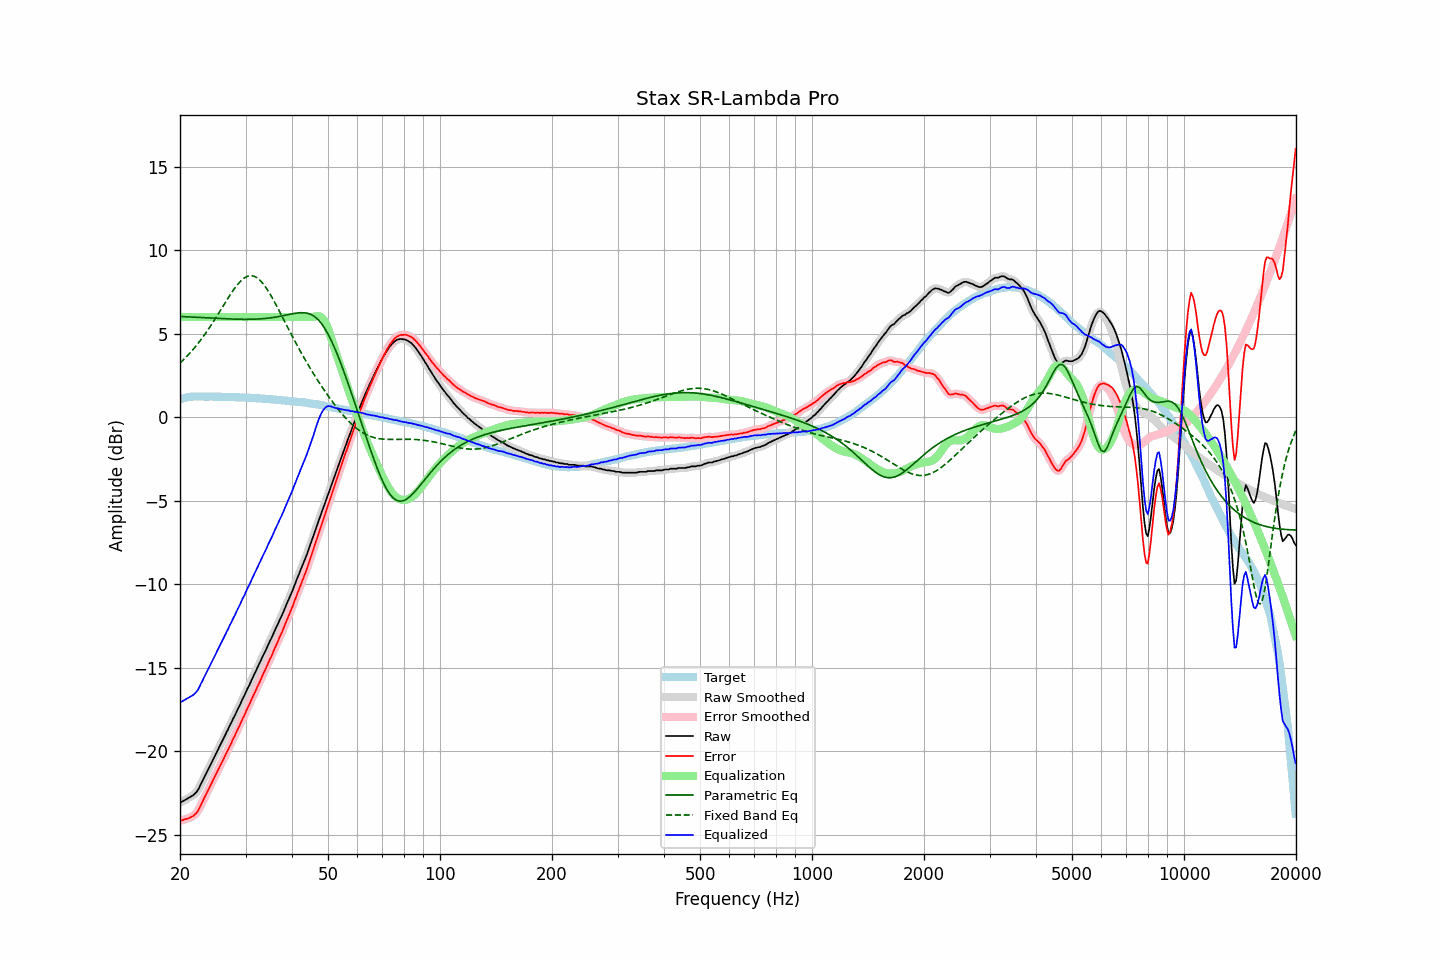 Stax SR-Lambda Pro
Amplitude (dBr)
15
10
5
0
−5
−10
−15
−20
−25
Target
Raw Smoothed
Error Smoothed
Raw
Error
Equalization
Parametric Eq
Fixed Band Eq
Equalized
20 50 100 200 500 1000 2000 5000 10000 20000
Frequency (Hz)